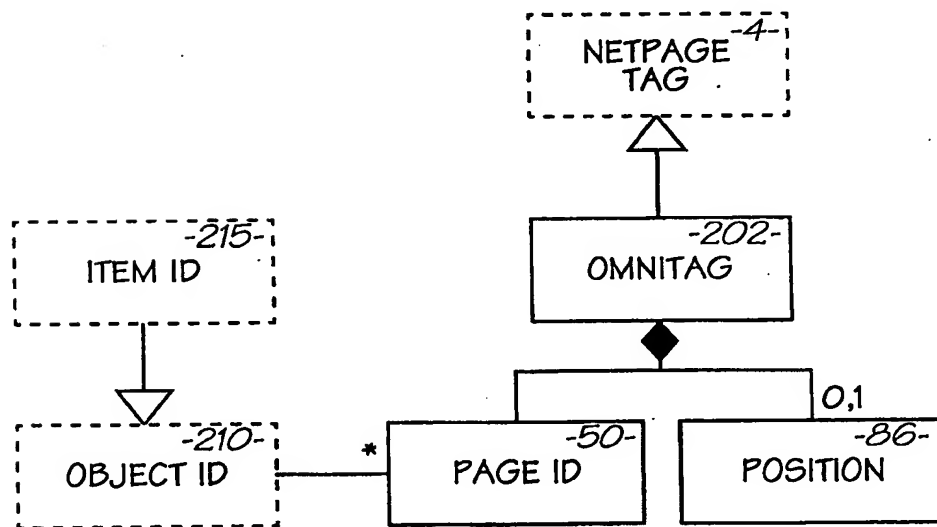 -4-
NETPAGE
TAG
-215-
ITEM ID
-202-
OMNITAG
0,1
-210-
OBJECT ID
*
-50-
PAGE ID
-86-
POSITION